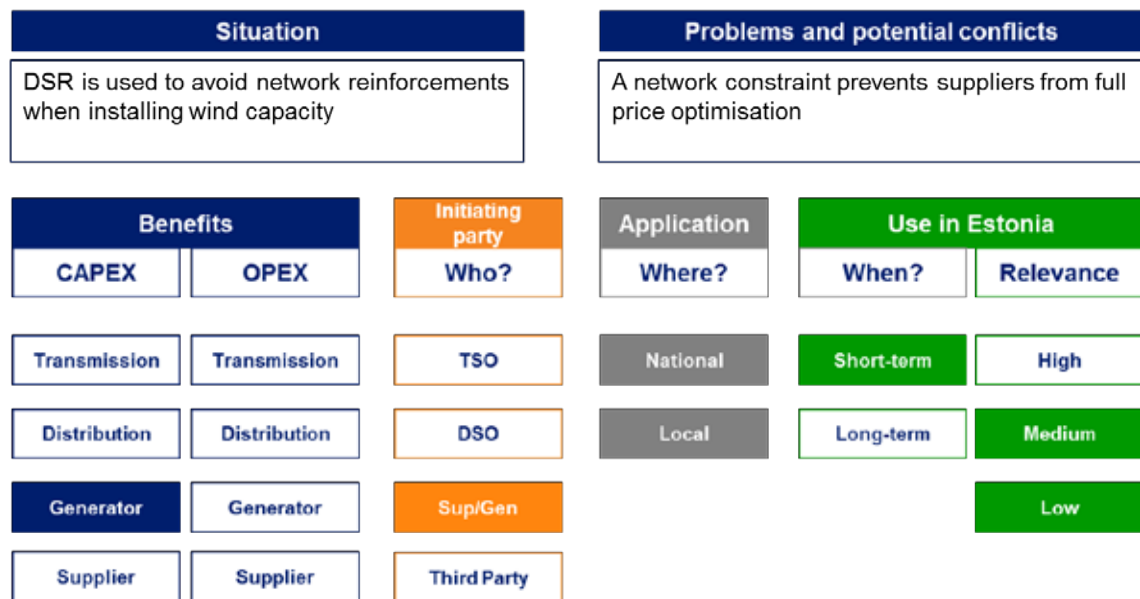 Situation
Problems and potential conflicts
DSR is used to avoid network reinforcements
when installing wind capacity
A network constraint prevents suppliers from full
price optimisation
Benefits
Initiating
party
Application
Use in Estonia
CAPEX
OPEX
Who?
Where?
When?
Relevance
Transmission
Transmission
TSO
National
Short-term
High
Distribution
Distribution
DSO
Local
Long-term
Medium
Generator
Generator
Sup/Gen
Low
Supplier
Supplier
Third Party